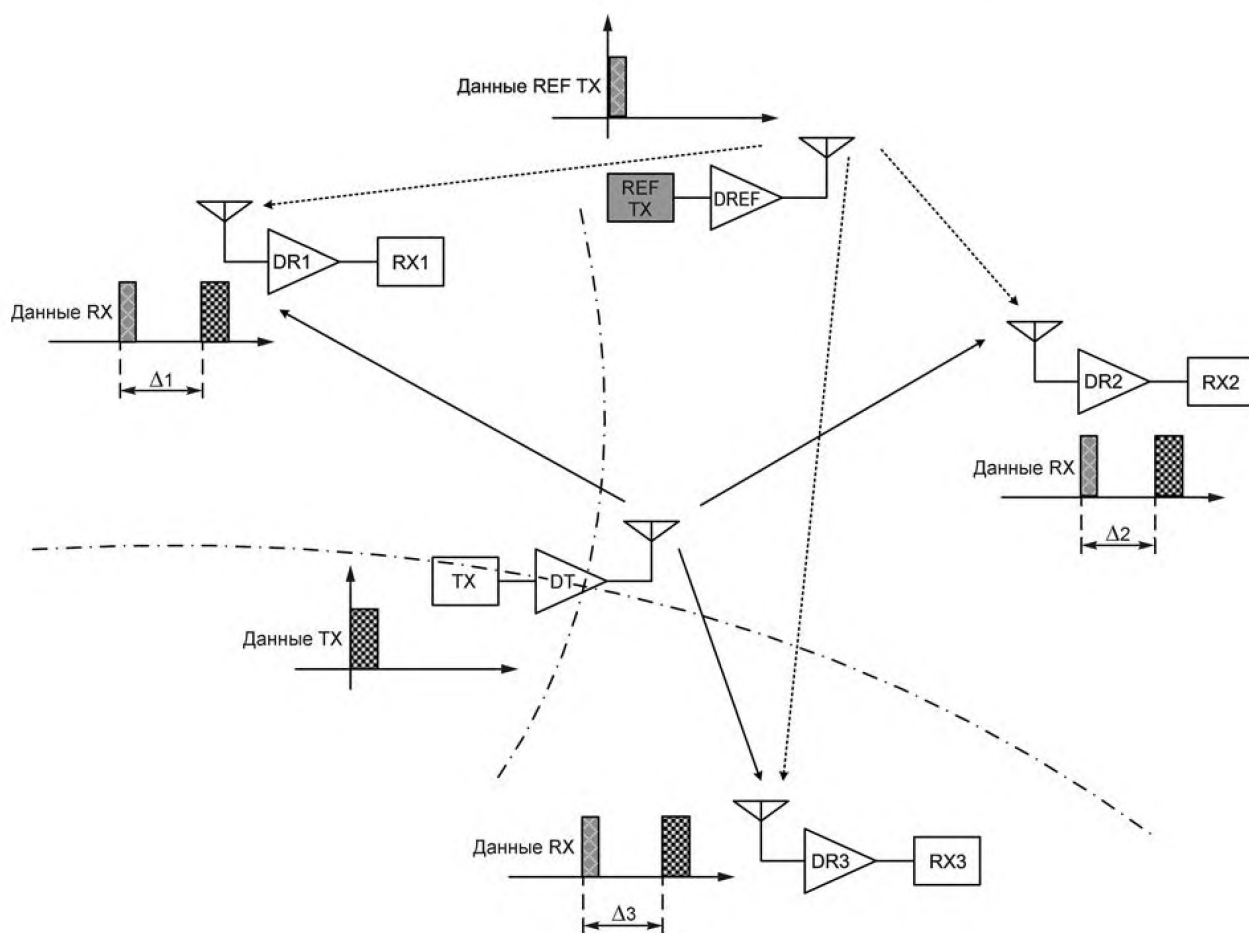 Данные REF TX
REF
TX
DREF
DR1
RX1
Данные RX
Δ1
DR2
RX2
Данные RX
Δ2
TX
DT
Данные TX
DR3
RX3
Данные RX
Δ3